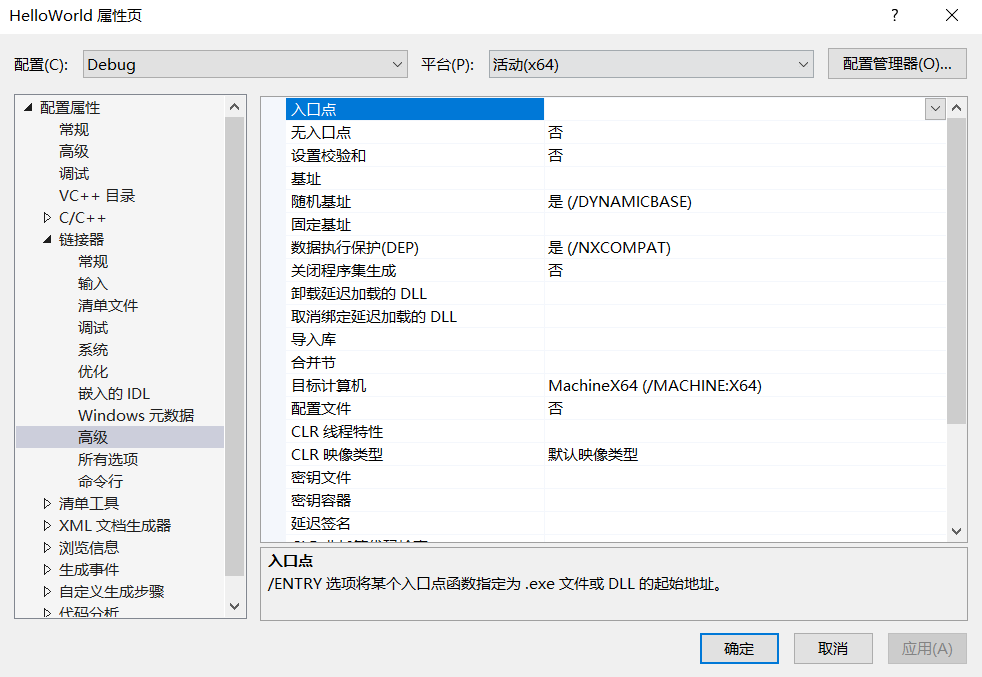 HelloWorld 属性页
?
配置(C):
Debug
平台(P):
活动(x64)
配置管理器(O)...
配置属性
常规
高级
调试
VC++ 目录
C/C++
链接器
常规
输入
清单文件
调试
系统
优化
嵌入的 IDL
Windows 元数据
高级
所有选项
命令行
清单工具
XML 文档生成器
浏览信息
生成事件
自定义生成步骤
代码分析
入口点
无入口点 否
设置校验和 否
基址
随机基址 是 (/DYNAMICBASE)
固定基址
数据执行保护(DEP) 是 (/NXCOMPAT)
关闭程序集生成 否
卸载延迟加载的 DLL
取消绑定延迟加载的 DLL
导入库
合并节
目标计算机 MachineX64 (/MACHINE:X64)
配置文件 否
CLR 线程特性
CLR 映像类型 默认映像类型
密钥文件
密钥容器
延迟签名
入口点
/ENTRY 选项将某个入口点函数指定为 .exe 文件或 DLL 的起始地址。
确定
取消
应用(A)